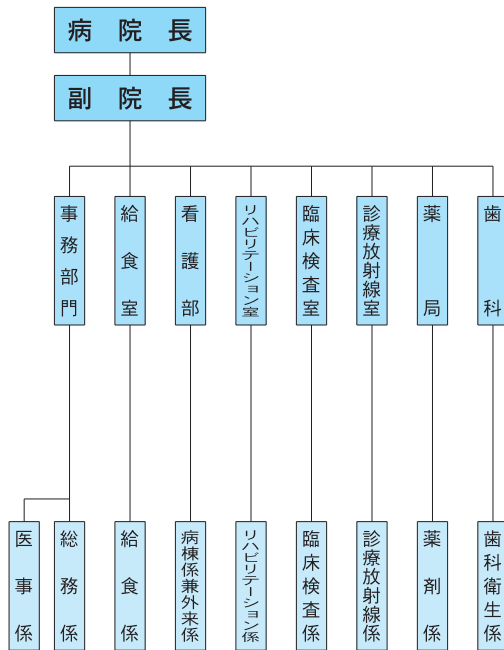 病院長
副院長
事務部門
給食室
看護部
リハビリテーション室
臨床検査室
診療放射線室
薬局
歯科
医事係
総務係
給食係
病棟係兼外来係
リハビリテーション係
臨床検査係
診療放射線係
薬剤係
歯科衛生係